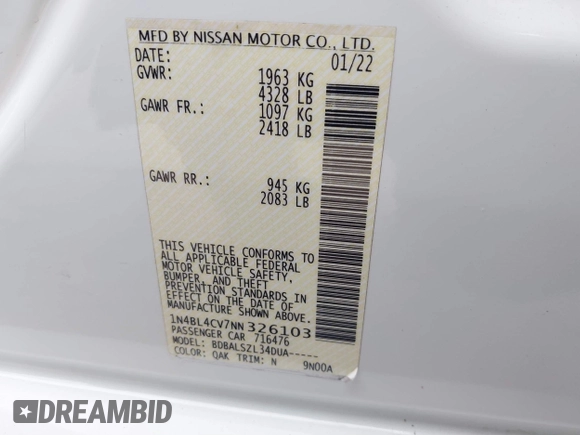 MFD BY NISSAN MOTOR CO., LTD.
DATE: 01/22
GVWR: 1963 KG
4328 LB
GAWR FR.: 1097 KG
2418 LB
GAWR RR.: 945 KG
2083 LB
THIS VEHICLE CONFORMS TO
ALL APPLICABLE FEDERAL
MOTOR VEHICLE SAFETY,
BUMPER, AND THEFT
PREVENTION STANDARDS IN
EFFECT ON THE DATE OF
MANUFACTURE SHOWN ABOVE.
1N4BL4CV7NN326103
PASSENGER CAR 716476
MODEL: BDBALSZL34DUA-----
COLOR: QAK TRIM: N 9N00A
DREAMBID